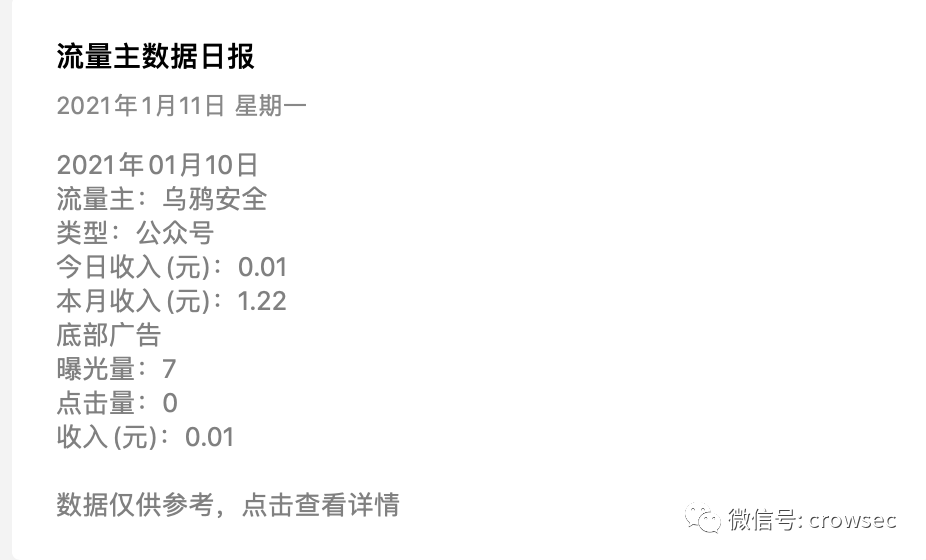 流量主数据日报
2021年1月11日 星期一
2021年01月10日
流量主：乌鸦安全
类型：公众号
今日收入(元)：0.01
本月收入(元)：1.22
底部广告
曝光量：7
点击量：0
收入(元)：0.01
数据仅供参考，点击查看详情
微信号: crowsec